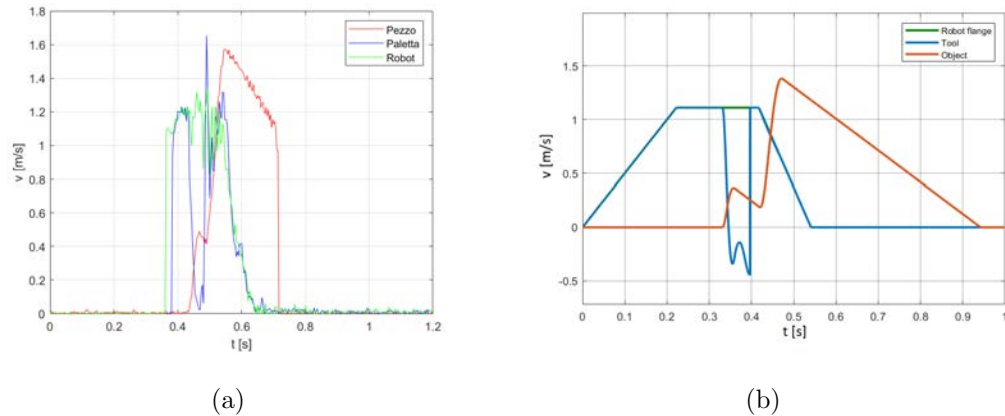 1.8
1.6
1.4
1.2
1
0.8
0.6
0.4
0.2
0
v [m/s]
Pezzo
Paletta
Robot
0 0.2 0.4 0.6 0.8 1 1.2
t [s]
(a)
1.5
1
0.5
0
-0.5
v [m/s]
Robot flange
Tool
Object
0 0.1 0.2 0.3 0.4 0.5 0.6 0.7 0.8 0.9 1
t [s]
(b)